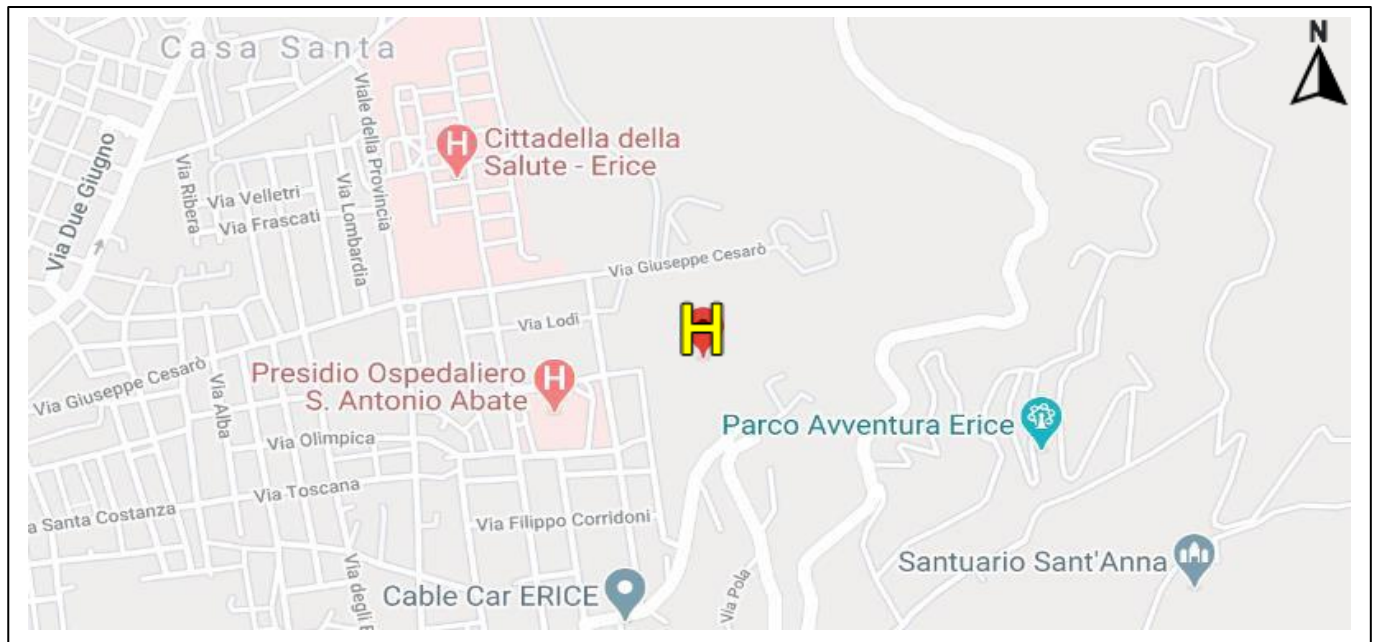 N
Casa Santa
Viale della Provincia
H
Cittadella della
Salute - Erice
Via Due Giugno
Via Ribera
Via Velletri
Via Frascati
Via Lombardia
Via Giuseppe Cesarò
Via Lodi
H
Via Giuseppe Cesarò
Presidio Ospedaliero
S. Antonio Abate
H
Via Alba
Via Olimpica
Parco Avventura Erice
Via Toscana
a Santa Costanza
Via Filippo Corridoni
Via degli
Cable Car ERICE
Via Pola
Santuario Sant'Anna